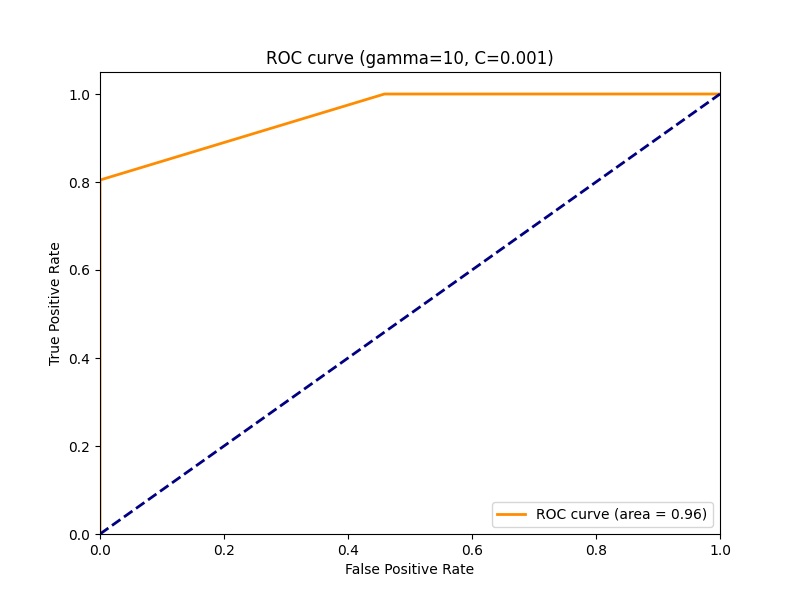 ROC curve (gamma=10, C=0.001)
True Positive Rate
1.0
0.8
0.6
0.4
0.2
0.0
ROC curve (area = 0.96)
0.0 0.2 0.4 0.6 0.8 1.0
False Positive Rate